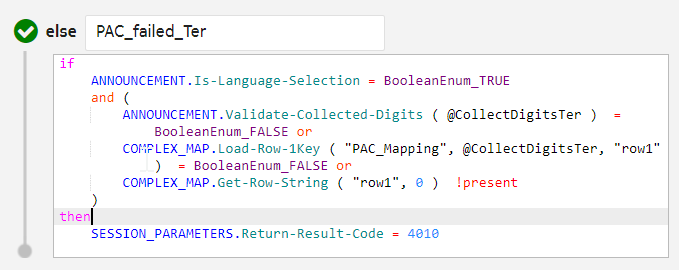 else PAC_failed_Ter
if
ANNOUNCEMENT.Is-Language-Selection = BooleanEnum_TRUE
and (
ANNOUNCEMENT.Validate-Collected-Digits ( @CollectDigitsTer ) =
BooleanEnum_FALSE or
COMPLEX_MAP.Load-Row-1Key ( "PAC_Mapping", @CollectDigitsTer, "row1"
) = BooleanEnum_FALSE or
COMPLEX_MAP.Get-Row-String ( "row1", 0 ) !present
)
then
SESSION_PARAMETERS.Return-Result-Code = 4010